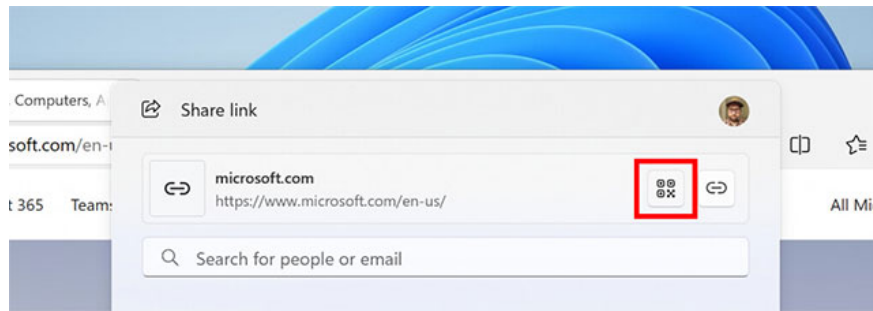 Computers, A
Share link
soft.com/en-u
microsoft.com
https://www.microsoft.com/en-us/
t 365 Teams
All Mi
Search for people or email